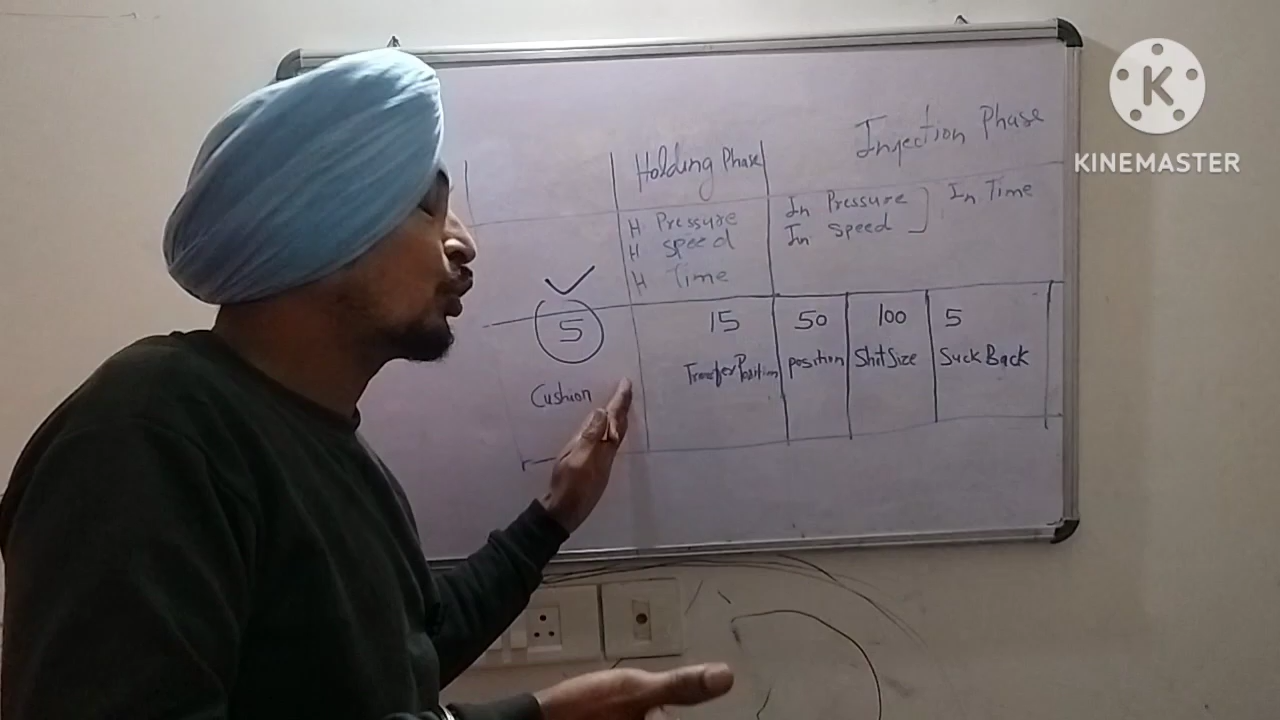 Holding Phase
Injection Phase
H Pressure
H Speed
H Time
In Pressure
In Speed
In Time
5
15
50
100
5
Cushion
Transfer Position
position
Shot Size
Suck Back
K
KINEMASTER